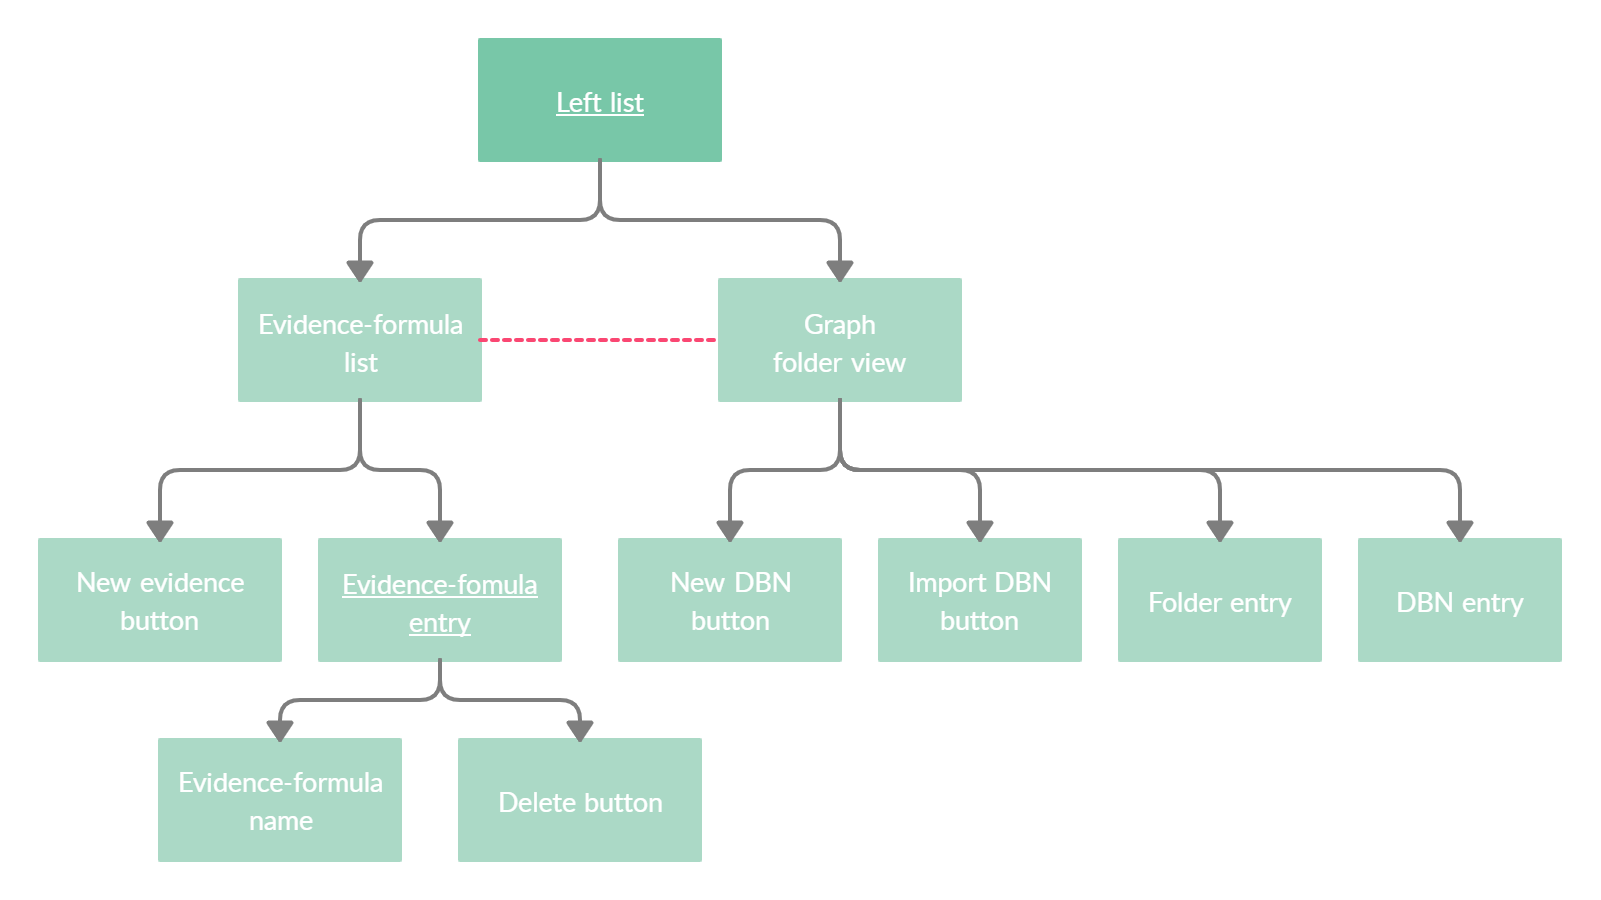 Left list
Evidence-formula
list
Graph
folder view
New evidence
button
Evidence-fomula
entry
New DBN
button
Import DBN
button
Folder entry
DBN entry
Evidence-formula
name
Delete button